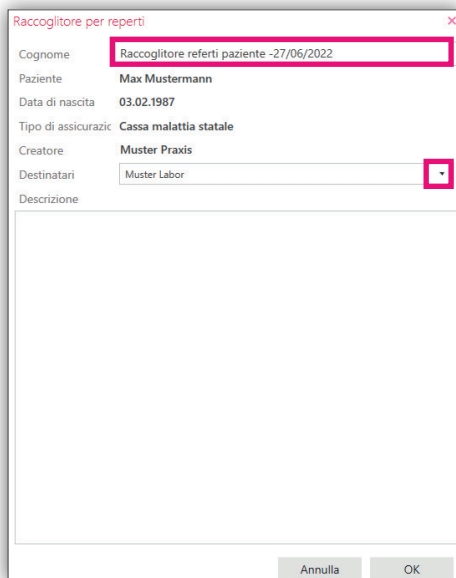 Raccoglitore per reperti
Cognome Raccoglitore referti paziente -27/06/2022
Paziente Max Mustermann
Data di nascita 03.02.1987
Tipo di assicurazic Cassa malattia statale
Creatore Muster Praxis
Destinatari Muster Labor
Descrizione
Annulla OK